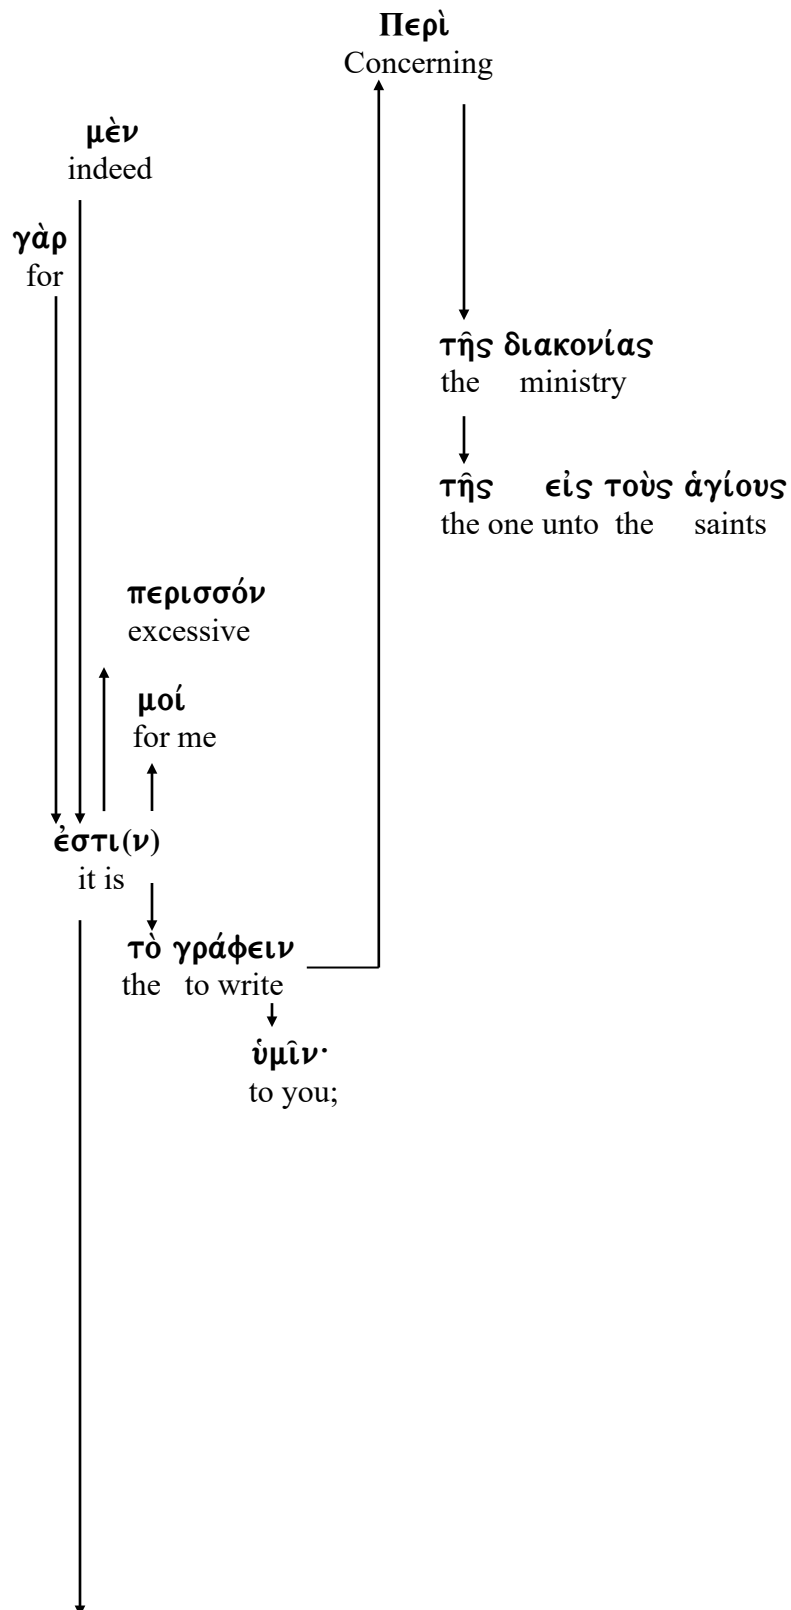 Περὶ
Concerning
μὲν
indeed
γὰρ
for
τῆς διακονίας
the ministry
τῆς εἰς τοὺς ἁγίους
the one unto the saints
περισσόν
excessive
μοί
for me
ἐστι(ν)
it is
τὸ γράφειν
the to write
ὑμῖν·
to you;